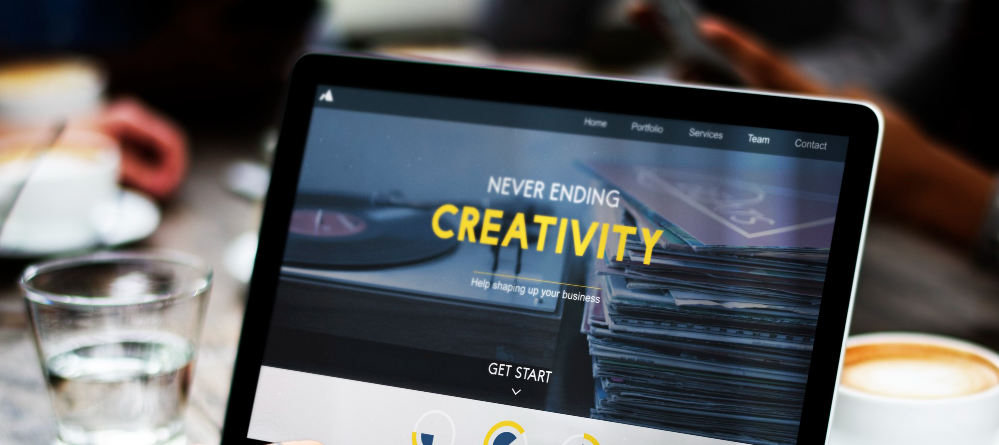 Home Portfolio Services Team Contact
NEVER ENDING
CREATIVITY
Help shaping up your business
GET START